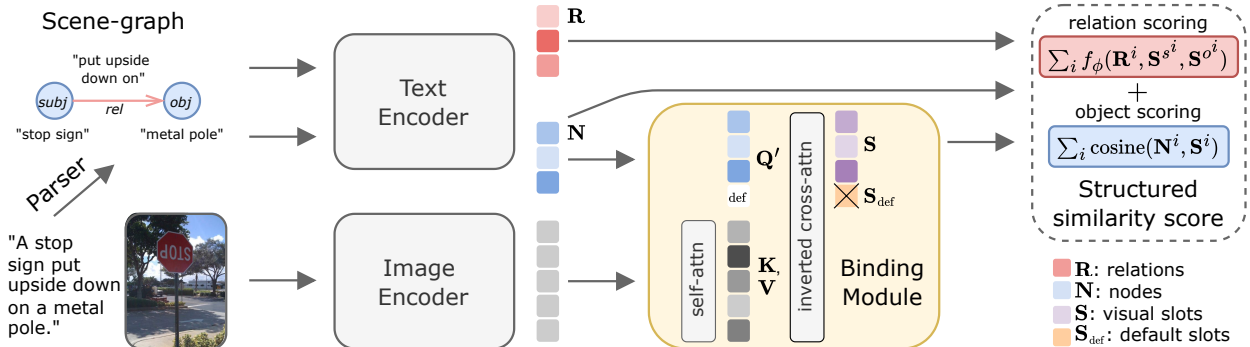 Scene-graph
"put upside
down on"
subj
rel
obj
"stop sign"
"metal pole"
Parser
"A stop
sign put
upside down
on a metal
pole."
STOP
Text
Encoder
Image
Encoder
R
N
Q′
def
self-attn
K,
V
inverted cross-attn
S
S_def
Binding
Module
relation scoring
∑_i f_ϕ(R^i, S^{s^i}, S^{o^i})
+
object scoring
∑_i cosine(N^i, S^i)
Structured
similarity score
R: relations
N: nodes
S: visual slots
S_def: default slots